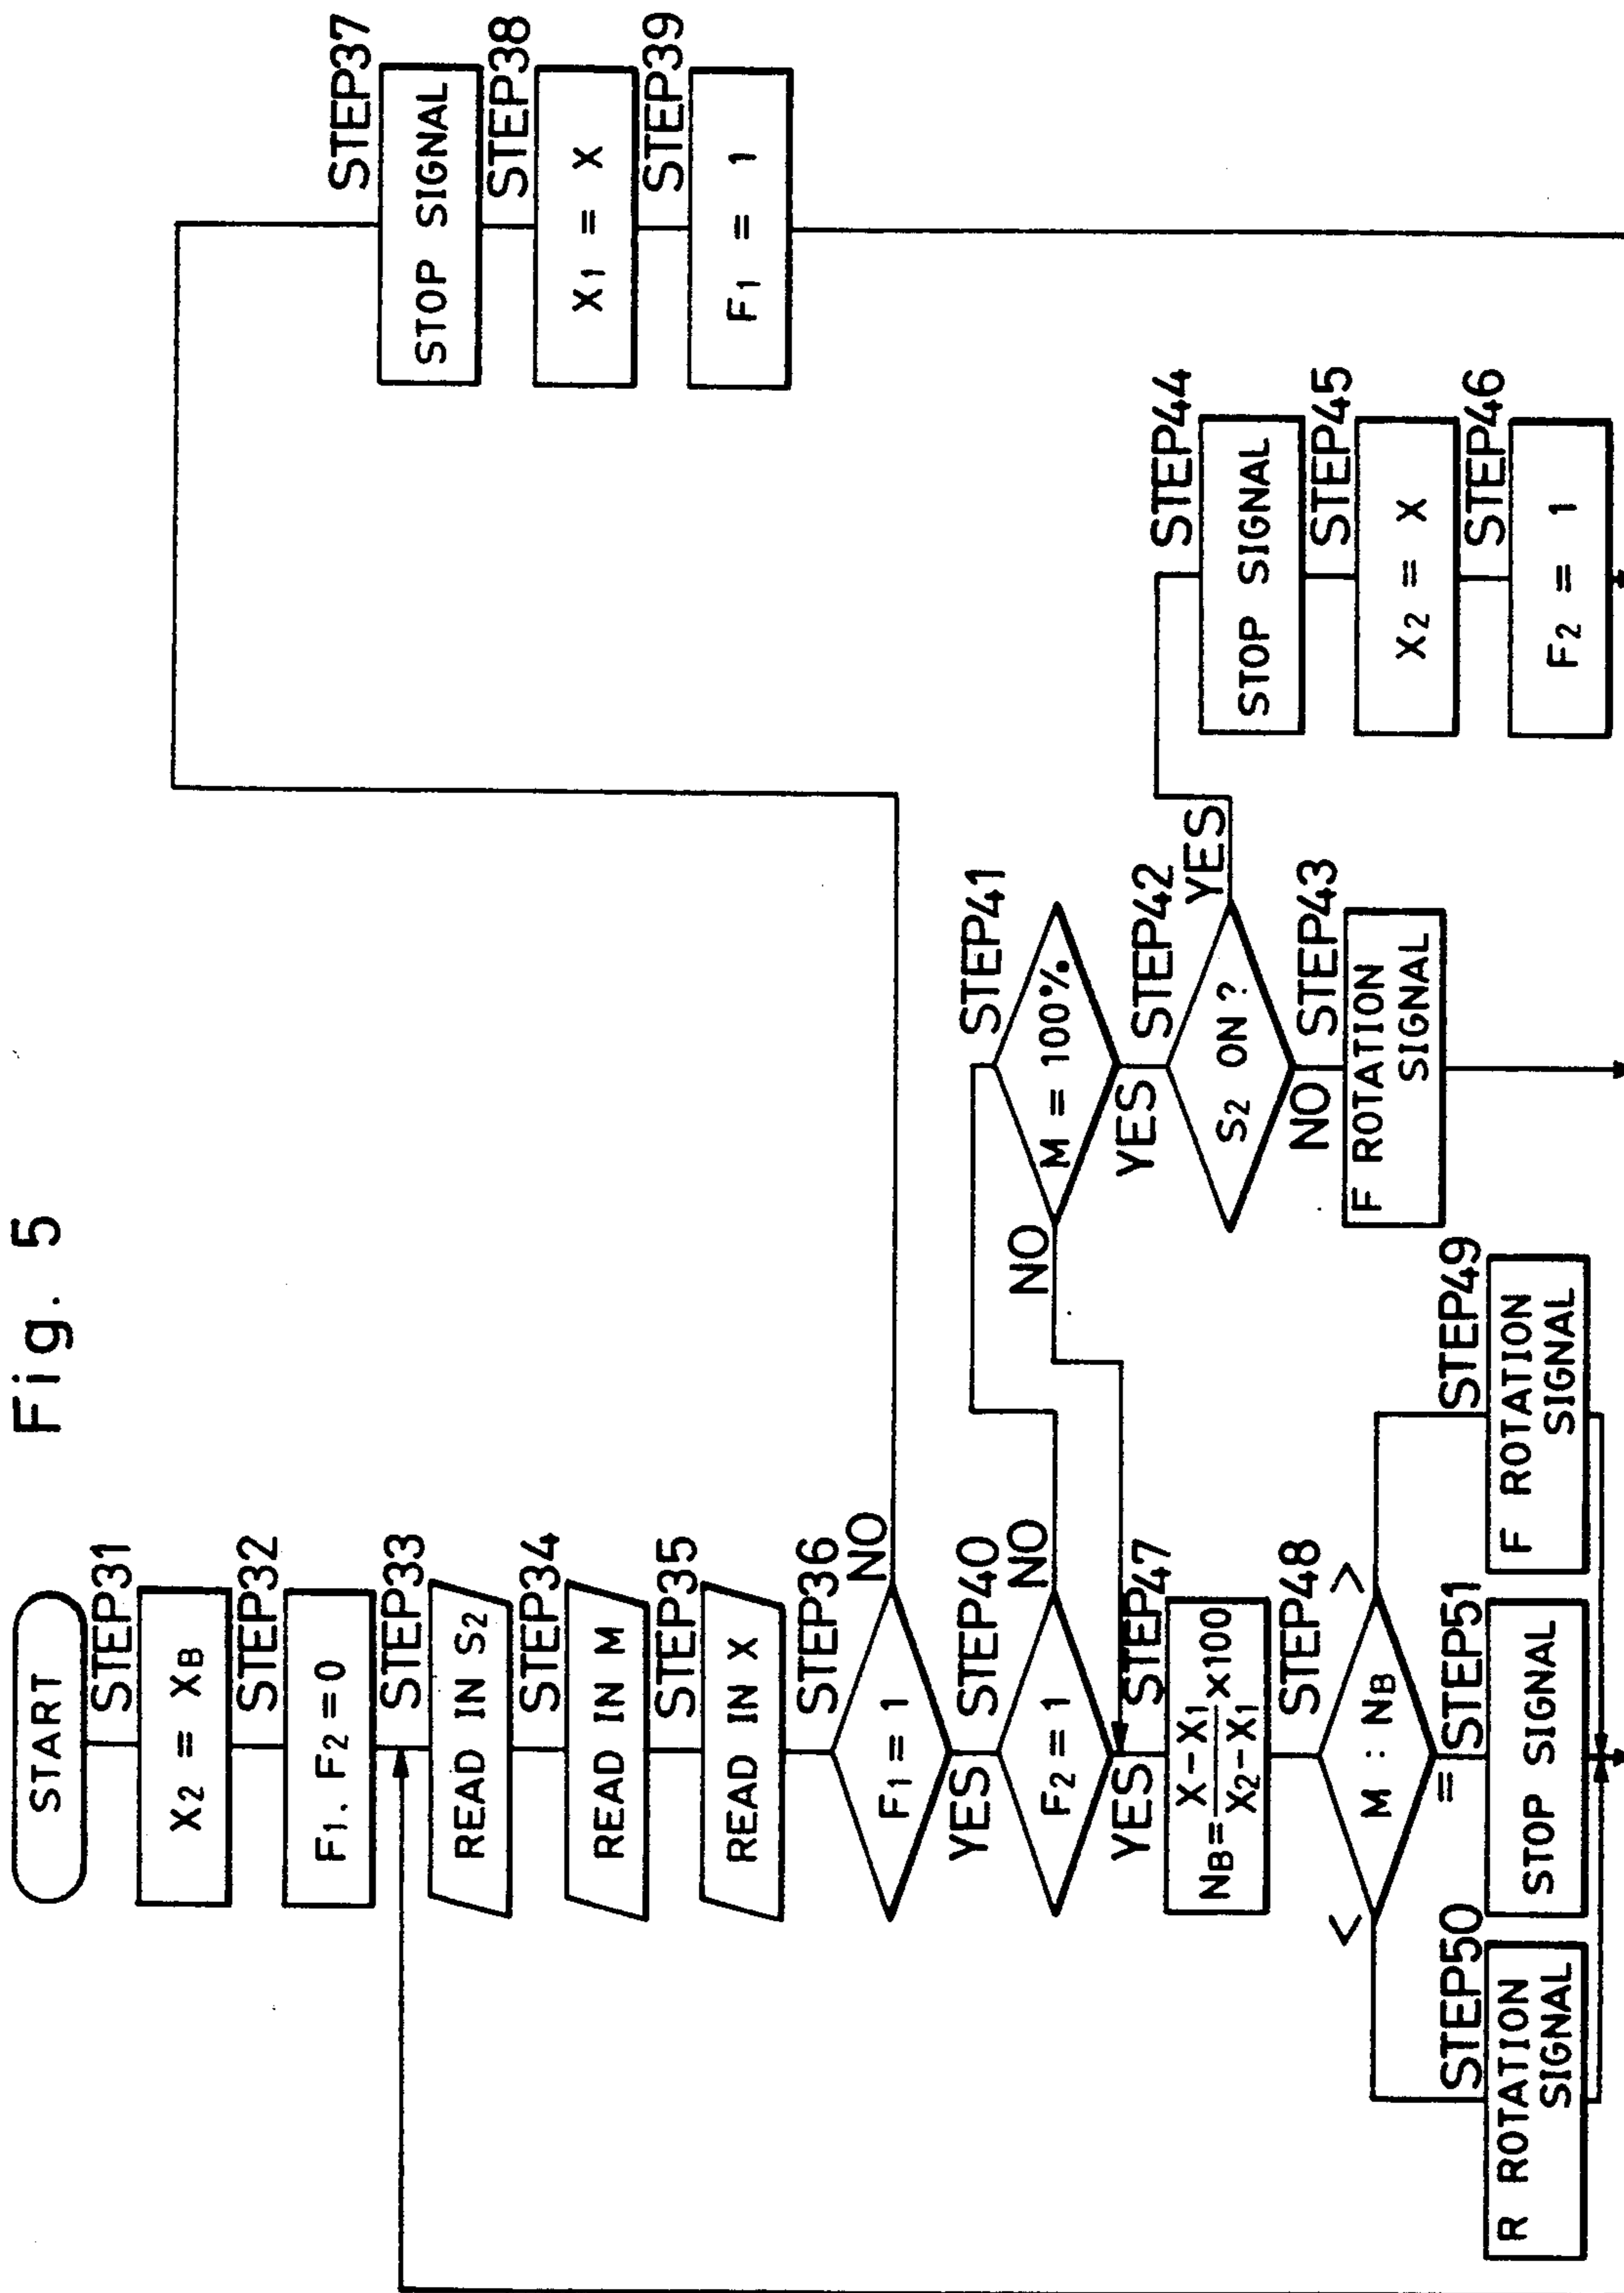 Fig. 5
START
STEP31
X2 = XB
STEP32
F1. F2 = 0
STEP33
READ IN S2
STEP34
READ IN M
STEP35
READ IN X
STEP36
F1 = 1
NO
YES
STEP37
STOP SIGNAL
STEP38
X1 = X
STEP39
F1 = 1
STEP40
F2 = 1
NO
YES
STEP41
M = 100%
NO
YES
STEP42
S2 ON ?
YES
NO
STEP43
F ROTATION
SIGNAL
STEP44
STOP SIGNAL
STEP45
X2 = X
STEP46
F2 = 1
STEP47
NB = X - X1 / X2 - X1 x100
STEP48
M : NB
<
=
>
STEP49
F ROTATION
SIGNAL
STEP50
R ROTATION
SIGNAL
STEP51
STOP SIGNAL